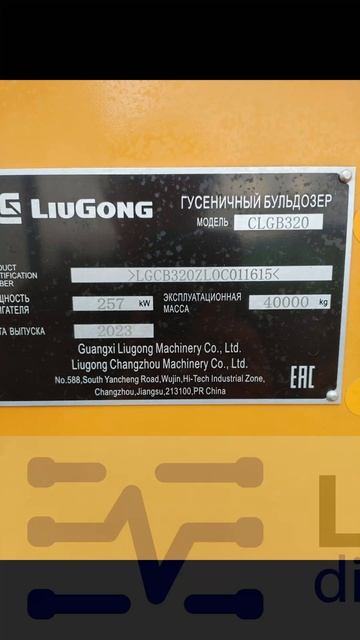 LIUGONG
ГУСЕНИЧНЫЙ БУЛЬДОЗЕР
МОДЕЛЬ CLGB320
>LGCB320ZL0C011615<
257 kW
ЭКСПЛУАТАЦИОННАЯ МАССА 40000 kg
ВЫПУСКА 2023
Guangxi Liugong Machinery Co., Ltd.
Liugong Changzhou Machinery Co., Ltd.
No.588,South Yancheng Road,Wujin,Hi-Tech Industrial Zone,
Changzhou,Jiangsu,213100,PR China
EAC